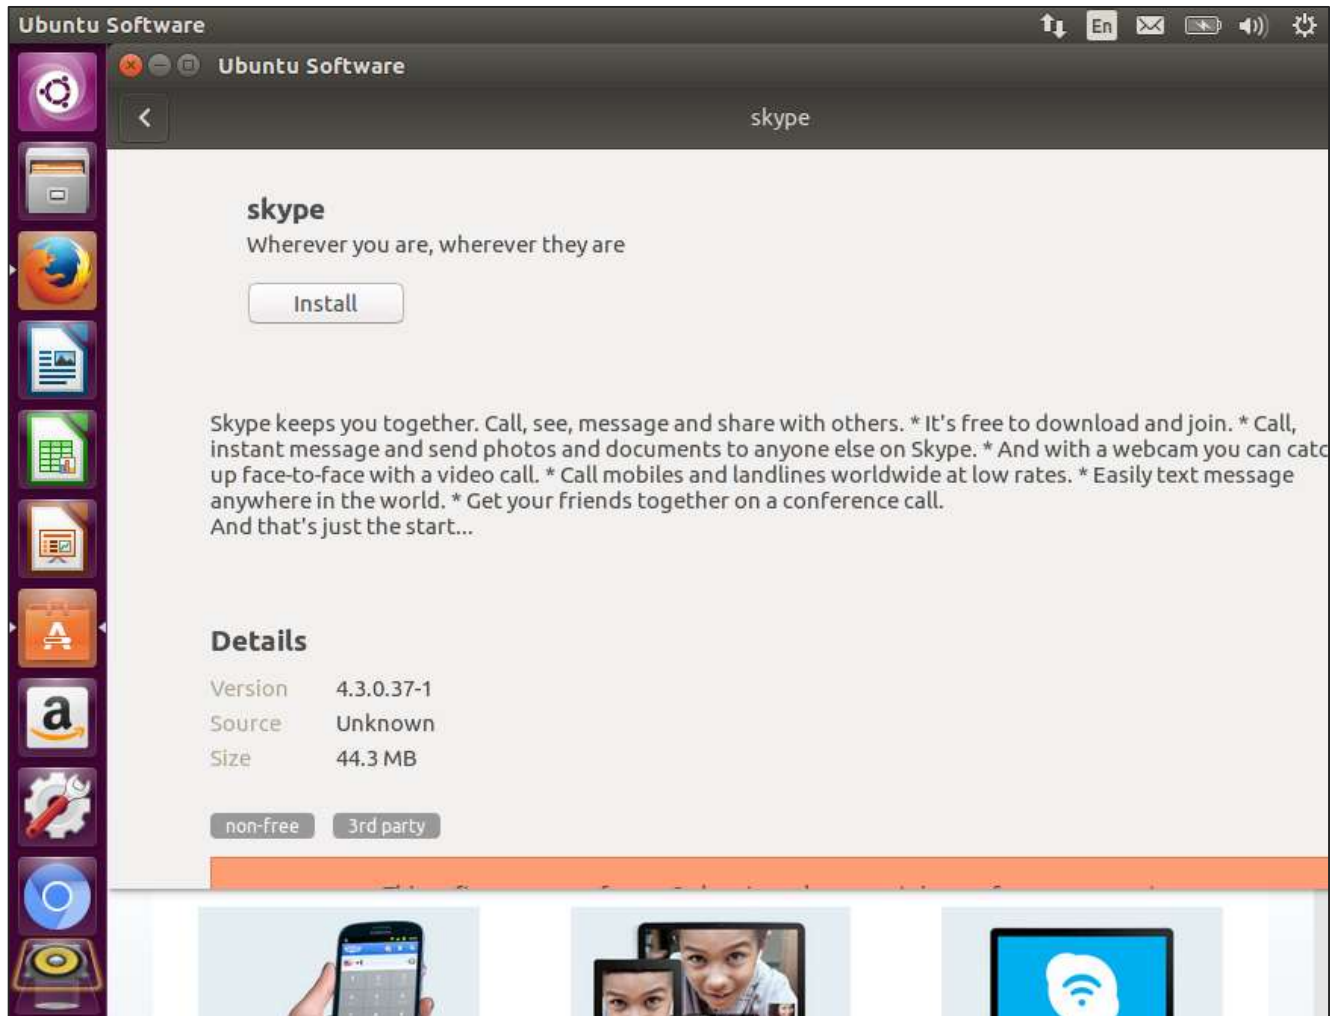 Ubuntu Software
En
Ubuntu Software
skype
skype
Wherever you are, wherever they are
Install
Skype keeps you together. Call, see, message and share with others. * It's free to download and join. * Call,
instant message and send photos and documents to anyone else on Skype. * And with a webcam you can catc
up face-to-face with a video call. * Call mobiles and landlines worldwide at low rates. * Easily text message
anywhere in the world. * Get your friends together on a conference call.
And that's just the start...
Details
Version 4.3.0.37-1
Source Unknown
Size 44.3 MB
non-free 3rd party